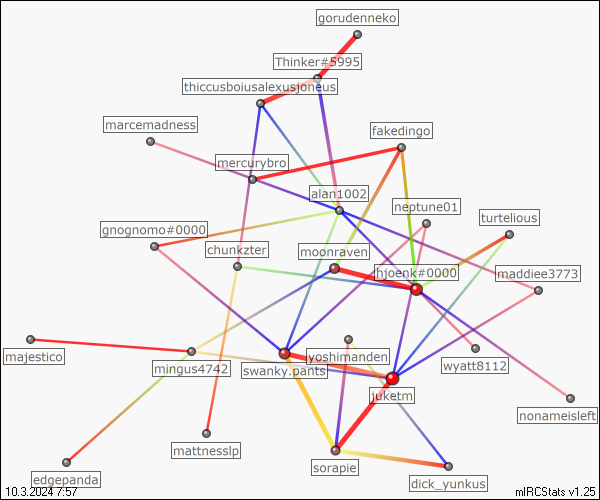 gorudenneko
Thinker#5995
thiccusboiusalexusjoneus
marcemadness
fakedingo
mercurybro
alan1002
neptune01
turtelious
gnognomo#0000
chunkzter
moonraven
hjoenk#0000
maddiee3773
majestico
mingus4742
swanky.pants
yoshimanden
wyatt8112
juketm
nonameisleft
mattnesslp
edgepanda
sorapie
dick_yunkus
10.3.2024 7:57
mIRCStats v1.25